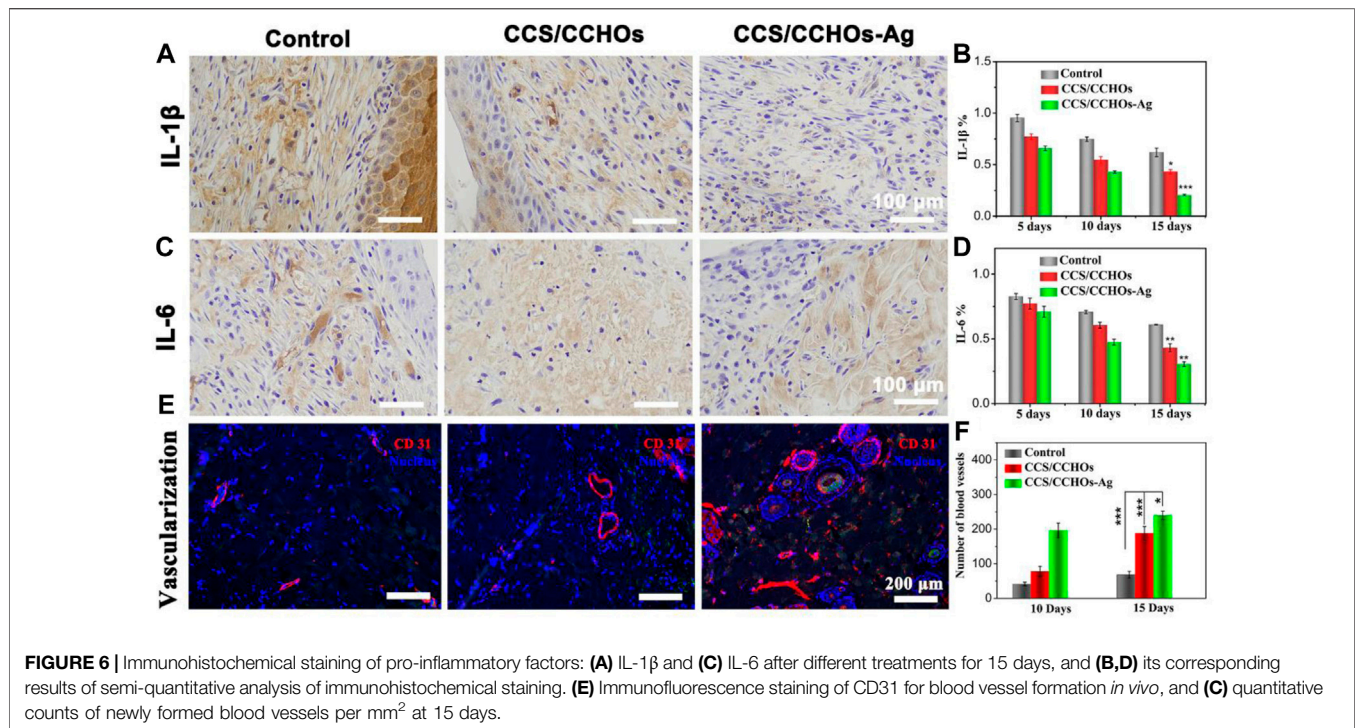 Control CCS/CCHOs CCS/CCHOs-Ag
A
IL-1β
100 μm
B
IL-1β %
1.5
1.0
0.5
0.0
Control
CCS/CCHOs
CCS/CCHOs-Ag
*
***
5 days 10 days 15 days
C
IL-6
100 μm
D
IL-6 %
1.0
0.5
0.0
Control
CCS/CCHOs
CCS/CCHOs-Ag
**
**
5 days 10 days 15 days
E
Vascularization
CD 31
Nucleus
CD 31
Nucleus
Nucleus
200 μm
F
Number of blood vessels
400
300
200
100
0
Control
CCS/CCHOs
CCS/CCHOs-Ag
***
***
*
10 Days 15 Days
FIGURE 6 | Immunohistochemical staining of pro-inflammatory factors: (A) IL-1β and (C) IL-6 after different treatments for 15 days, and (B,D) its corresponding
results of semi-quantitative analysis of immunohistochemical staining. (E) Immunofluorescence staining of CD31 for blood vessel formation in vivo, and (C) quantitative
counts of newly formed blood vessels per mm² at 15 days.